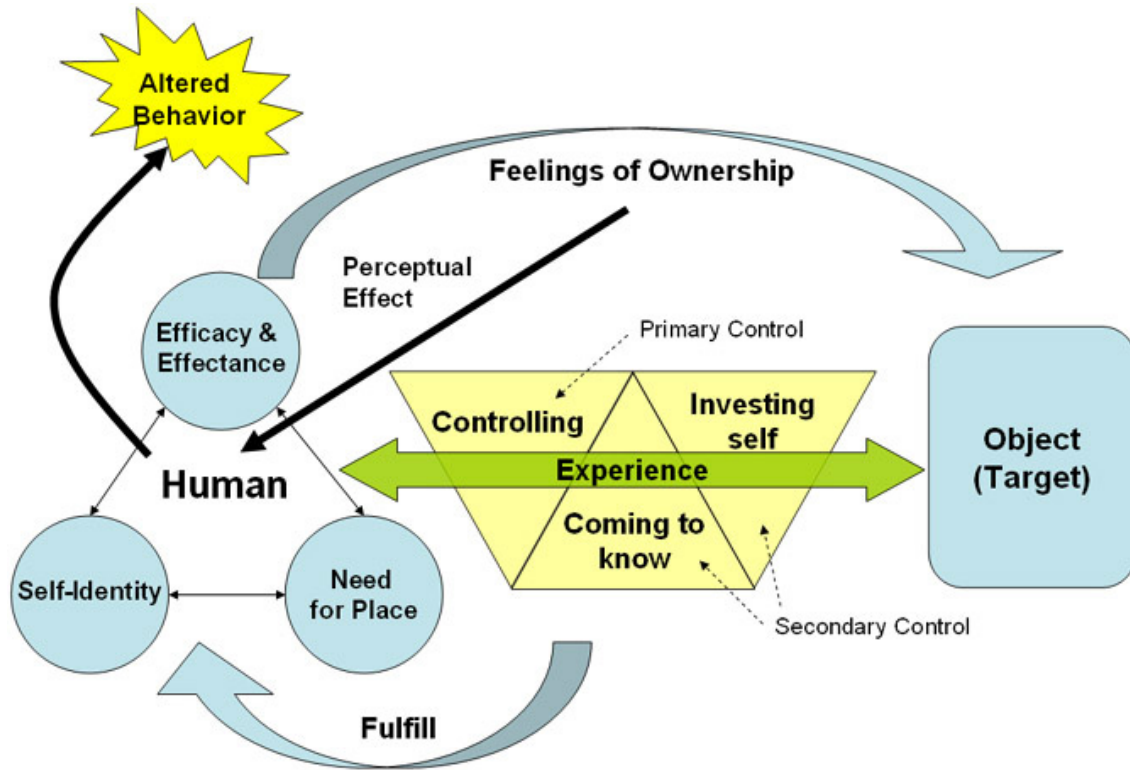 Altered
Behavior
Feelings of Ownership
Perceptual
Effect
Efficacy &
Effectance
Primary Control
Controlling
Investing
self
Object
(Target)
Experience
Human
Coming to
know
Self-Identity
Need
for Place
Secondary Control
Fulfill